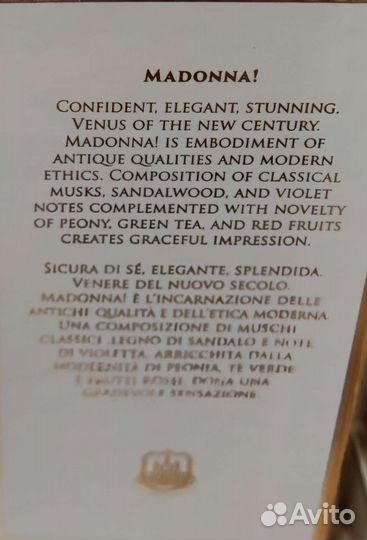 MADONNA!
CONFIDENT, ELEGANT, STUNNING.
VENUS OF THE NEW CENTURY.
MADONNA! IS EMBODIMENT OF
ANTIQUE QUALITIES AND MODERN
ETHICS. COMPOSITION OF CLASSICAL
MUSKS, SANDALWOOD, AND VIOLET
NOTES COMPLEMENTED WITH NOVELTY
OF PEONY, GREEN TEA, AND RED FRUITS
CREATES GRACEFUL IMPRESSION.
SICURA DI SÉ, ELEGANTE, SPLENDIDA.
VENERE DEL NUOVO SECOLO.
MADONNA! È L'INCARNAZIONE DELLE
ANTICHI QUALITÀ E DELL'ETICA MODERNA.
UNA COMPOSIZIONE DI MUSCHI
CLASSICI, LEGNO DI SANDALO E NOTE
DI VIOLETTA, ARRICCHITA DALLA
MODERNITÀ DI PEONIA, TÈ VERDE
E FRUTTI ROSSI, DONA UNA
GRADEVOLE SENSAZIONE.
Avito